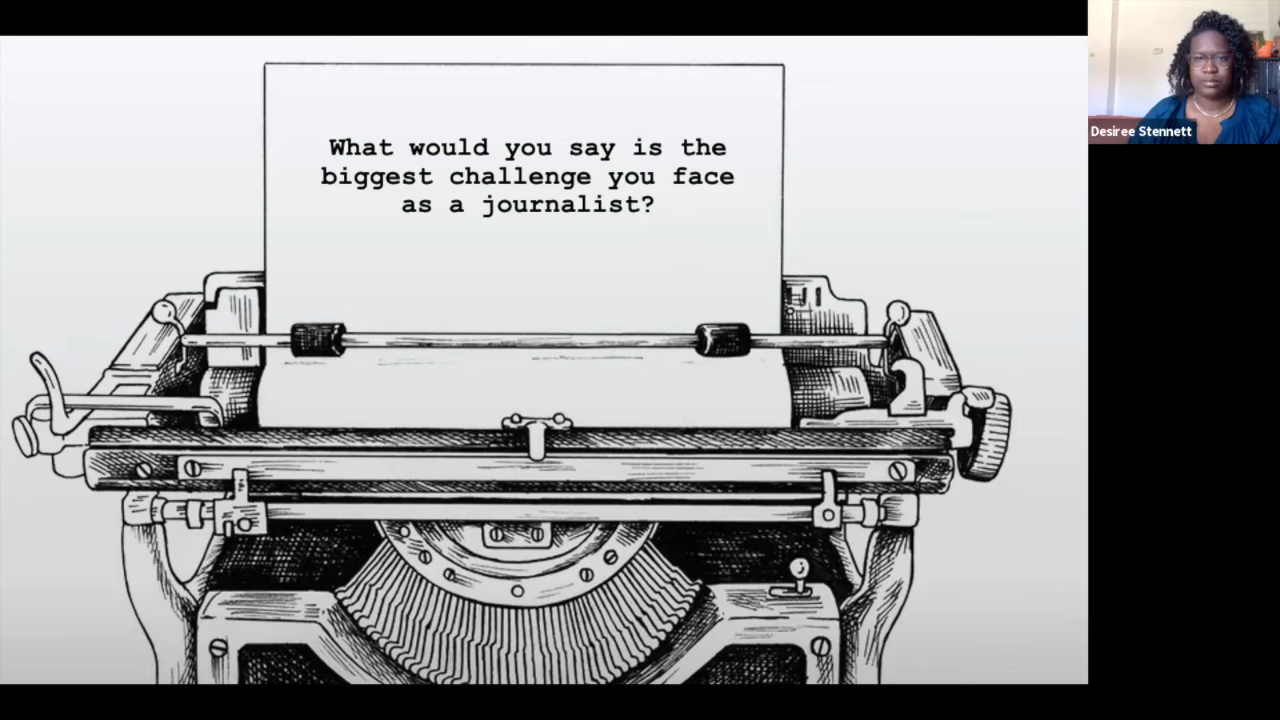 What would you say is the
biggest challenge you face
as a journalist?
Desiree Stennett